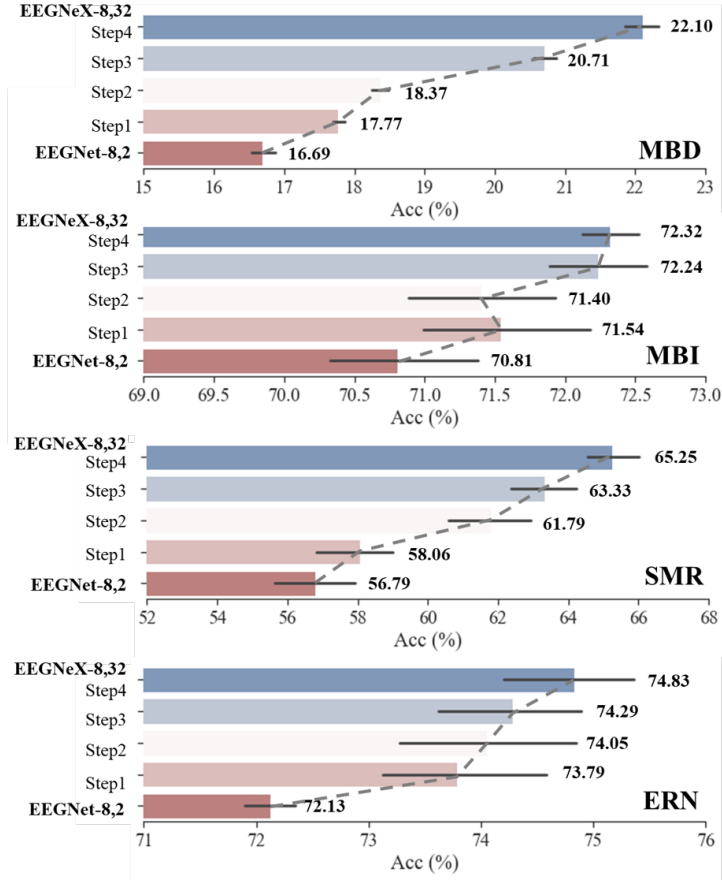 EEGNeX-8,32
Step4 22.10
Step3 20.71
Step2 18.37
Step1 17.77
EEGNet-8,2 16.69 MBD
15 16 17 18 19 20 21 22 23
Acc (%)
EEGNeX-8,32
Step4 72.32
Step3 72.24
Step2 71.40
Step1 71.54
EEGNet-8,2 70.81 MBI
69.0 69.5 70.0 70.5 71.0 71.5 72.0 72.5 73.0
Acc (%)
EEGNeX-8,32
Step4 65.25
Step3 63.33
Step2 61.79
Step1 58.06
EEGNet-8,2 56.79 SMR
52 54 56 58 60 62 64 66 68
Acc (%)
EEGNeX-8,32
Step4 74.83
Step3 74.29
Step2 74.05
Step1 73.79
EEGNet-8,2 72.13 ERN
71 72 73 74 75 76
Acc (%)